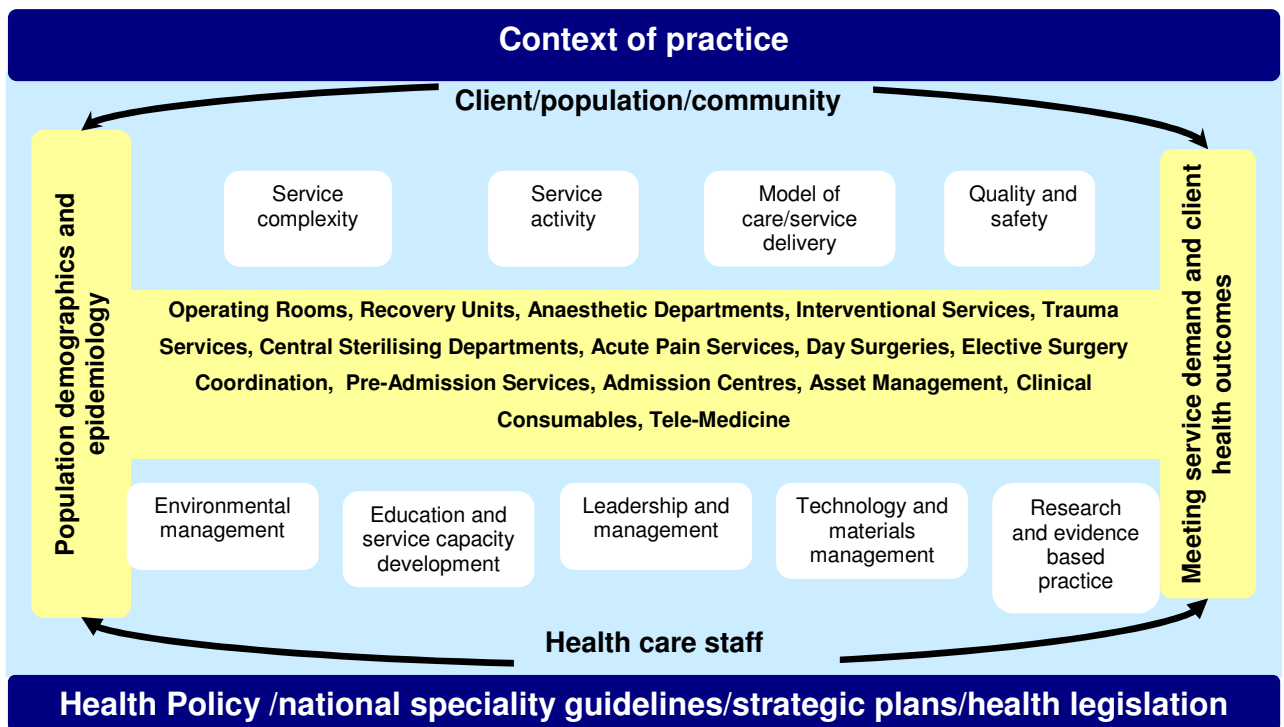 Context of practice
Client/population/community
Population demographics and
epidemiology
Service
complexity
Service
activity
Model of
care/service
delivery
Quality and
safety
Meeting service demand and client
health outcomes
Operating Rooms, Recovery Units, Anaesthetic Departments, Interventional Services, Trauma
Services, Central Sterilising Departments, Acute Pain Services, Day Surgeries, Elective Surgery
Coordination, Pre-Admission Services, Admission Centres, Asset Management, Clinical
Consumables, Tele-Medicine
Environmental
management
Education and
service capacity
development
Leadership and
management
Technology and
materials
management
Research
and evidence
based
practice
Health care staff
Health Policy /national speciality guidelines/strategic plans/health legislation